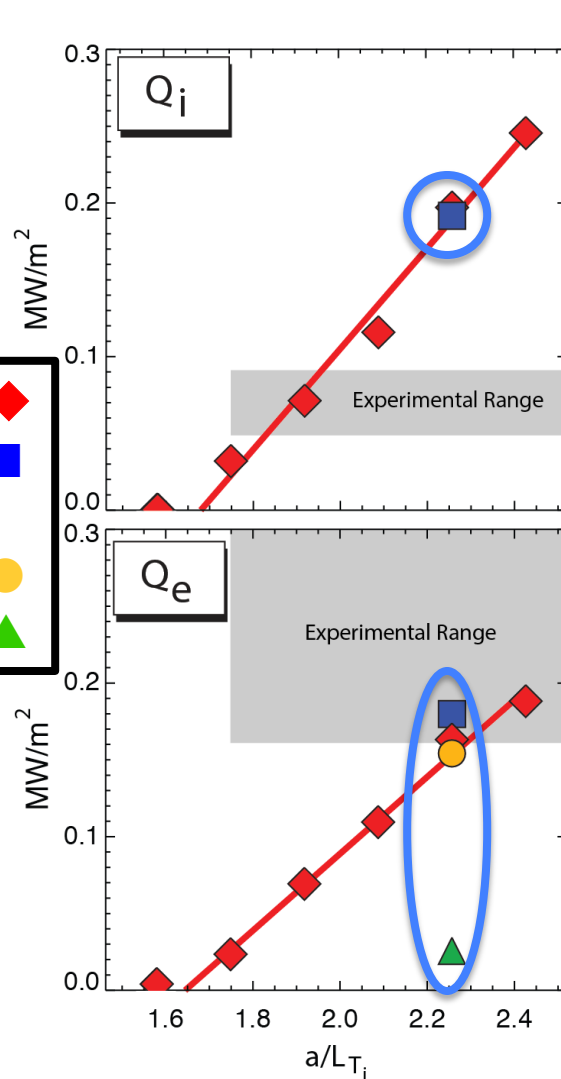 0.3
Qi
0.2
MW/m²
0.1
Experimental Range
0.0
0.3
Qe
Experimental Range
0.2
MW/m²
0.1
0.0
1.6 1.8 2.0 2.2 2.4
a/LTi